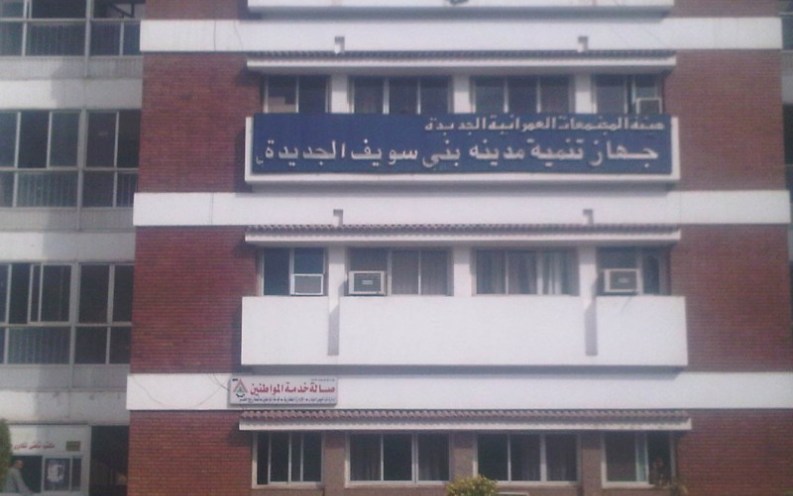 هيئة المجتمعات العمرانية الجديدة
جهاز تنمية مدينه بنى سويف الجديدة
صالة خدمة المواطنين